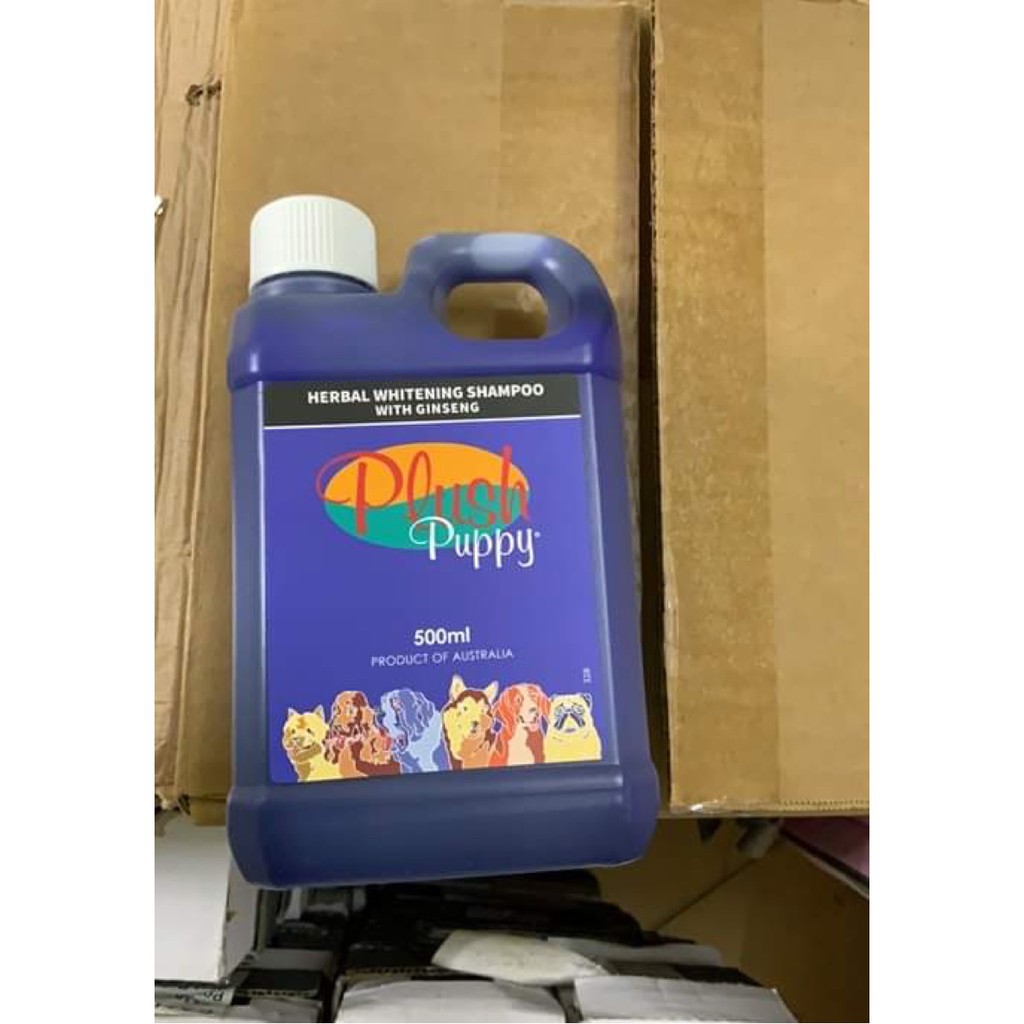 HERBAL WHITENING SHAMPOO
WITH GINSENG
Plush
Puppy®
500ml
PRODUCT OF AUSTRALIA